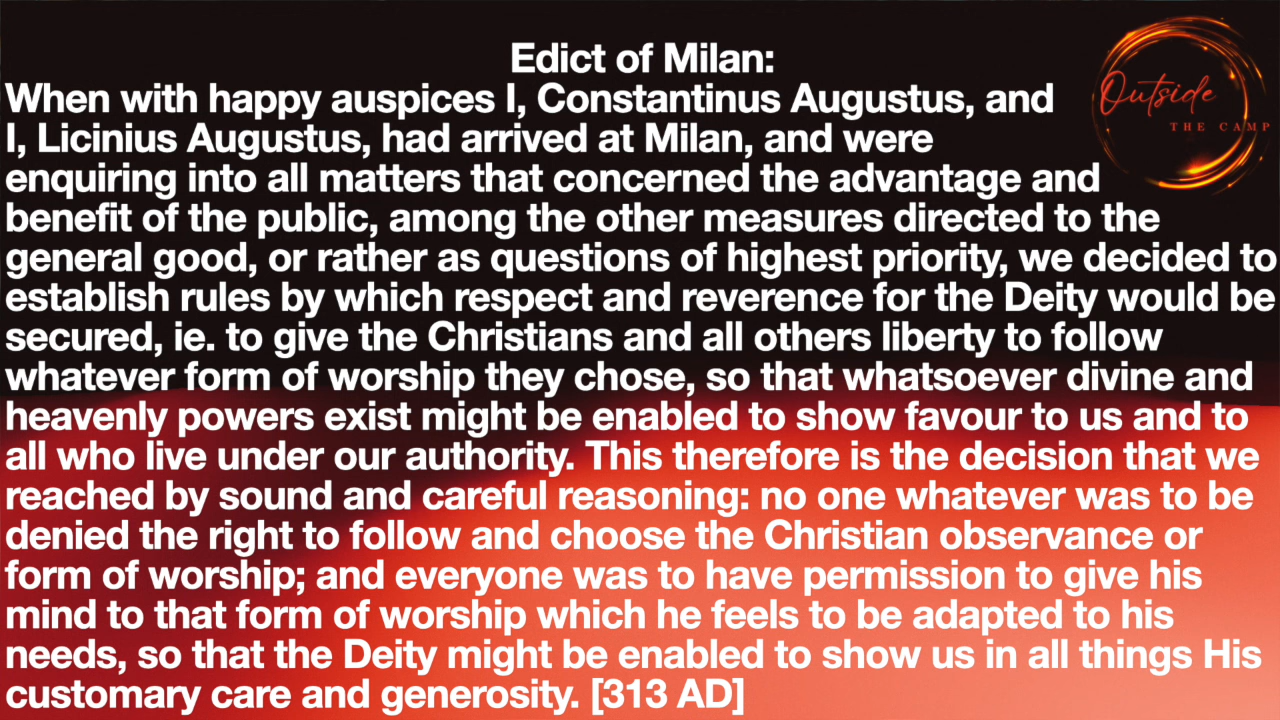 Edict of Milan:
When with happy auspices I, Constantinus Augustus, and
I, Licinius Augustus, had arrived at Milan, and were
enquiring into all matters that concerned the advantage and
benefit of the public, among the other measures directed to the
general good, or rather as questions of highest priority, we decided to
establish rules by which respect and reverence for the Deity would be
secured, ie. to give the Christians and all others liberty to follow
whatever form of worship they chose, so that whatsoever divine and
heavenly powers exist might be enabled to show favour to us and to
all who live under our authority. This therefore is the decision that we
reached by sound and careful reasoning: no one whatever was to be
denied the right to follow and choose the Christian observance or
form of worship; and everyone was to have permission to give his
mind to that form of worship which he feels to be adapted to his
needs, so that the Deity might be enabled to show us in all things His
customary care and generosity. [313 AD]
Outside
THE CAMP